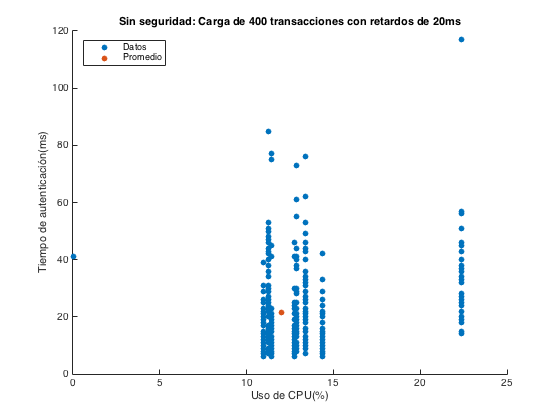 Sin seguridad: Carga de 400 transacciones con retardos de 20ms
120
100
80
60
40
20
0
Tiempo de autenticación(ms)
Datos
Promedio
0 5 10 15 20 25
Uso de CPU(%)